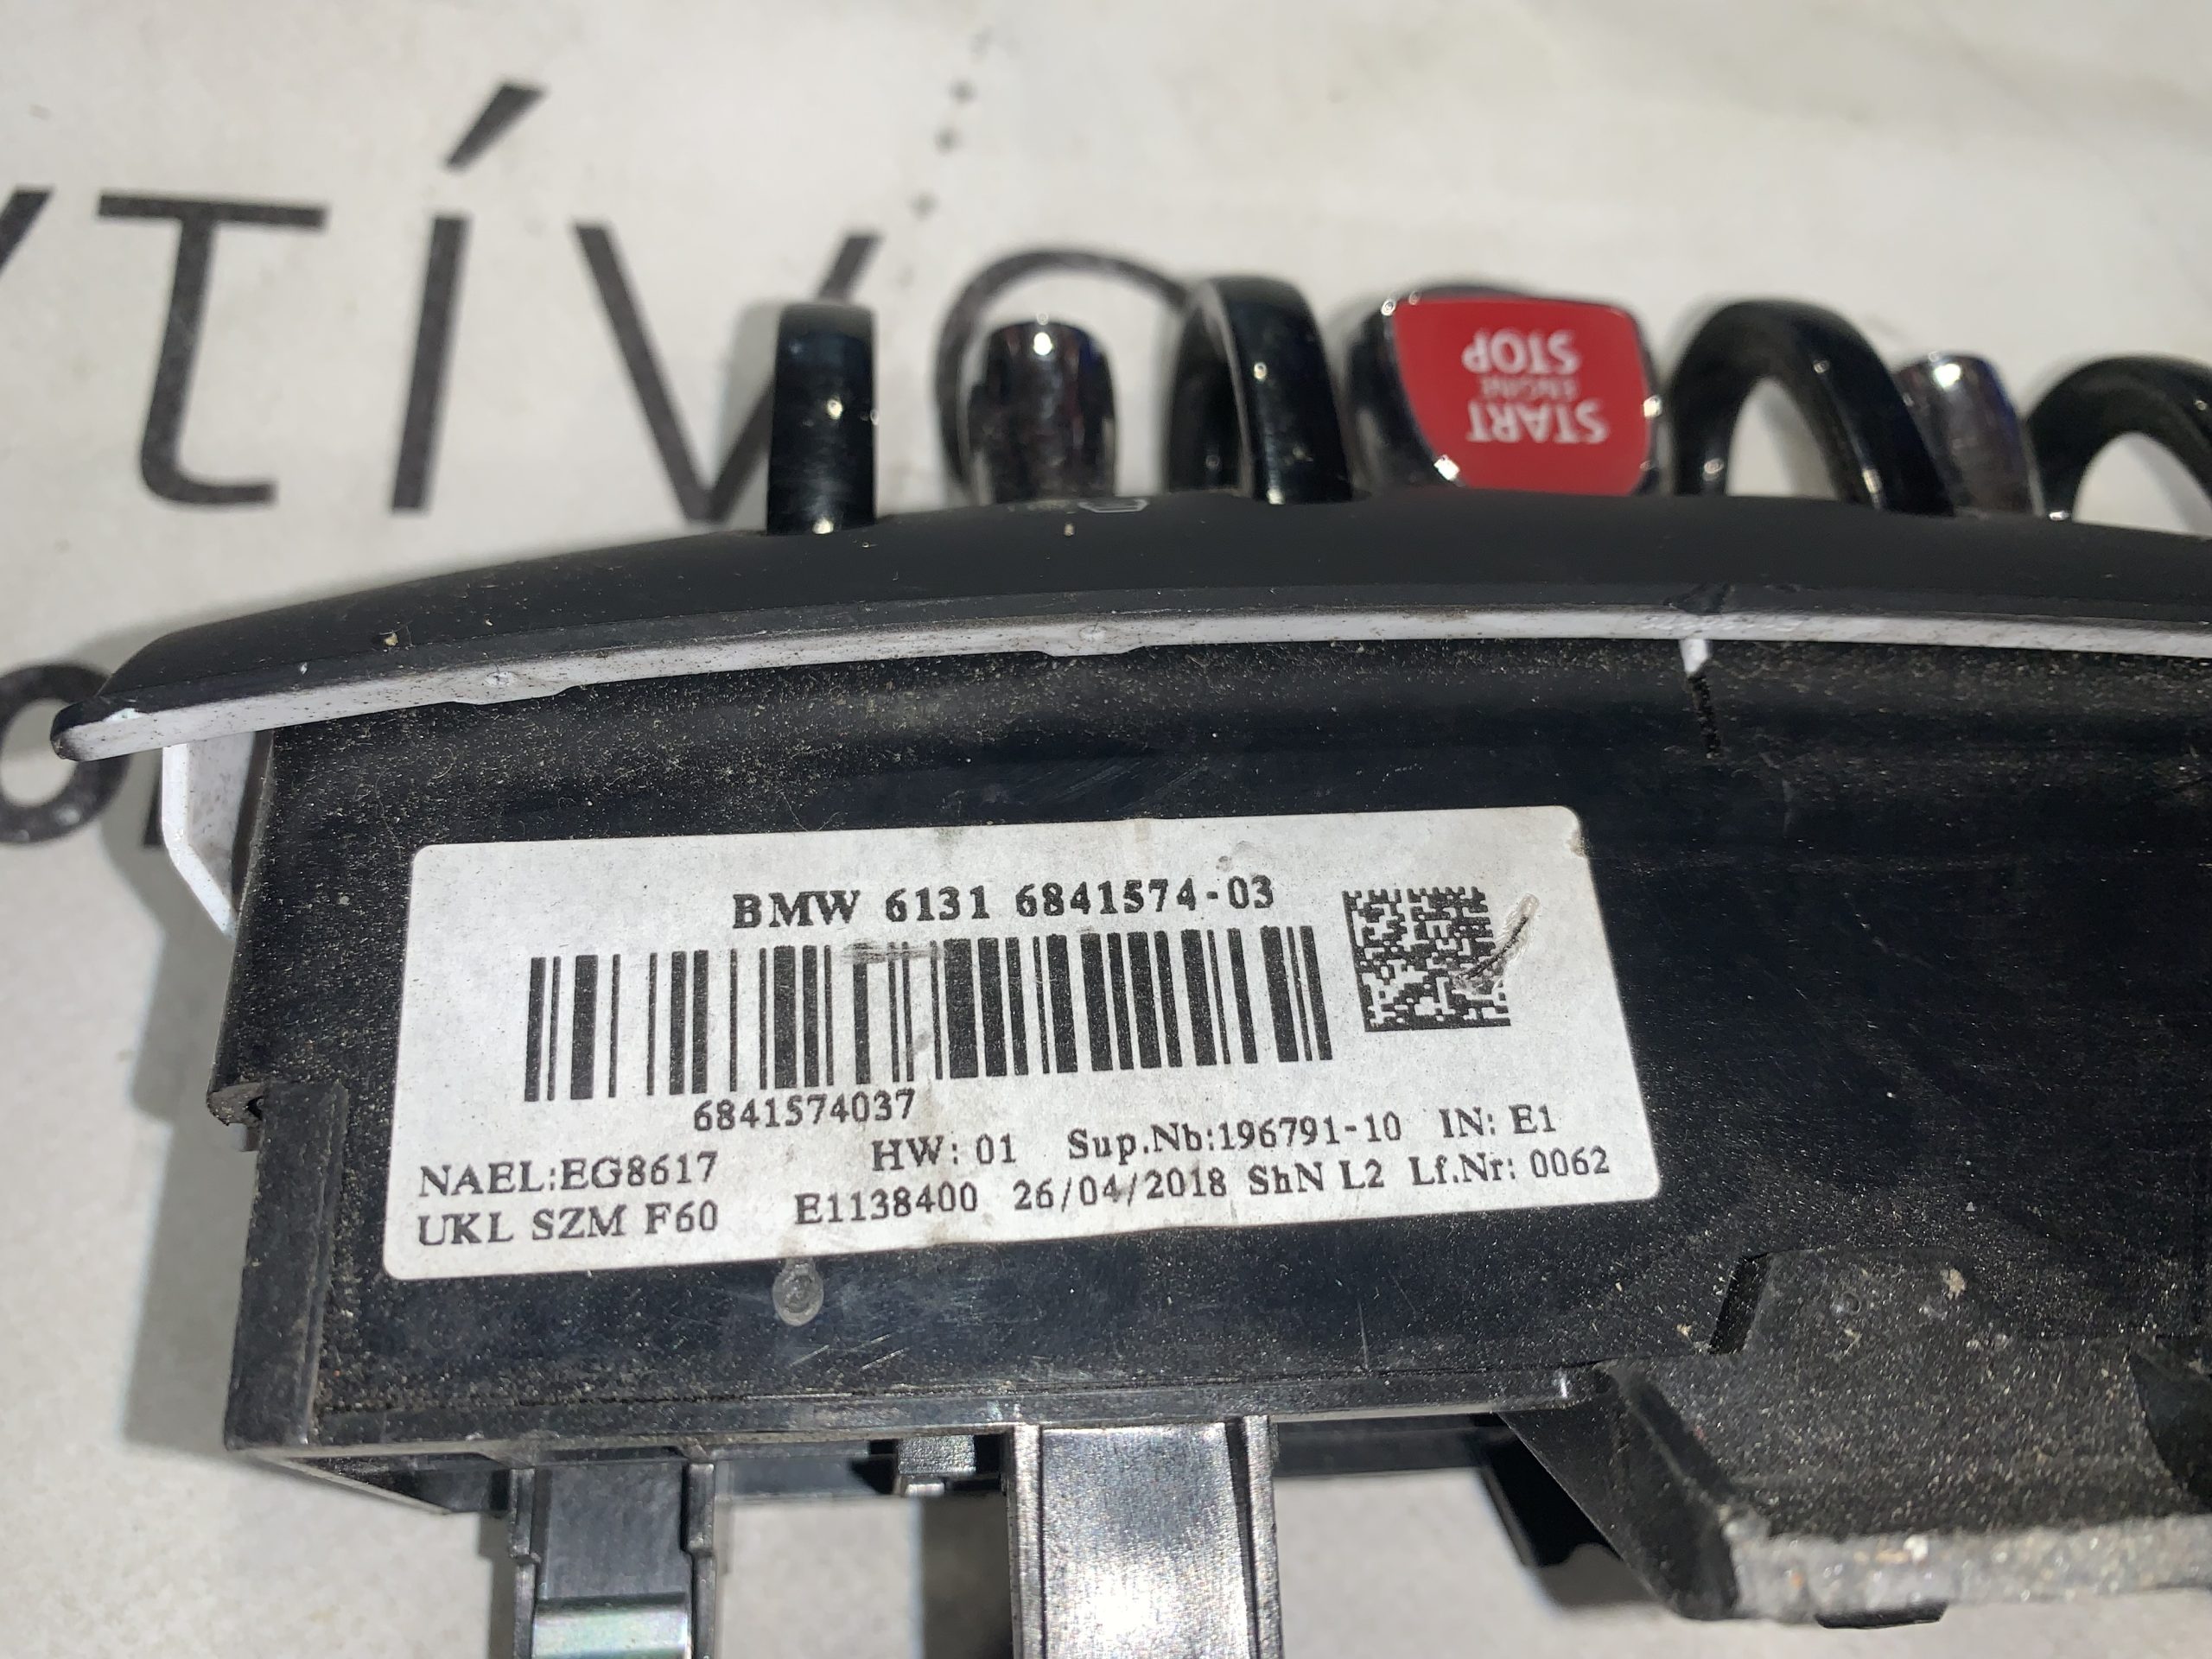 τίνο
START
ENGINE
STOP
BMW 6131 6841574-03
6841574037
HW: 01 Sup.Nb:196791-10 IN: E1
NAEL:EG8617
E1138400 26/04/2018 ShN L2 Lf.Nr: 0062
UKL SZM F60